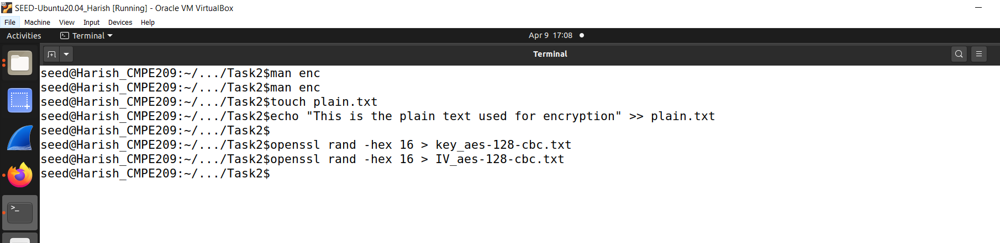 SEED-Ubuntu20.04_Harish [Running] - Oracle VM VirtualBox
File Machine View Input Devices Help
Activities Terminal Apr 9 17:08
Terminal
seed@Harish_CMPE209:~/.../Task2$man enc
seed@Harish_CMPE209:~/.../Task2$man enc
seed@Harish_CMPE209:~/.../Task2$touch plain.txt
seed@Harish_CMPE209:~/.../Task2$echo "This is the plain text used for encryption" >> plain.txt
seed@Harish_CMPE209:~/.../Task2$
seed@Harish_CMPE209:~/.../Task2$openssl rand -hex 16 > key_aes-128-cbc.txt
seed@Harish_CMPE209:~/.../Task2$openssl rand -hex 16 > IV_aes-128-cbc.txt
seed@Harish_CMPE209:~/.../Task2$